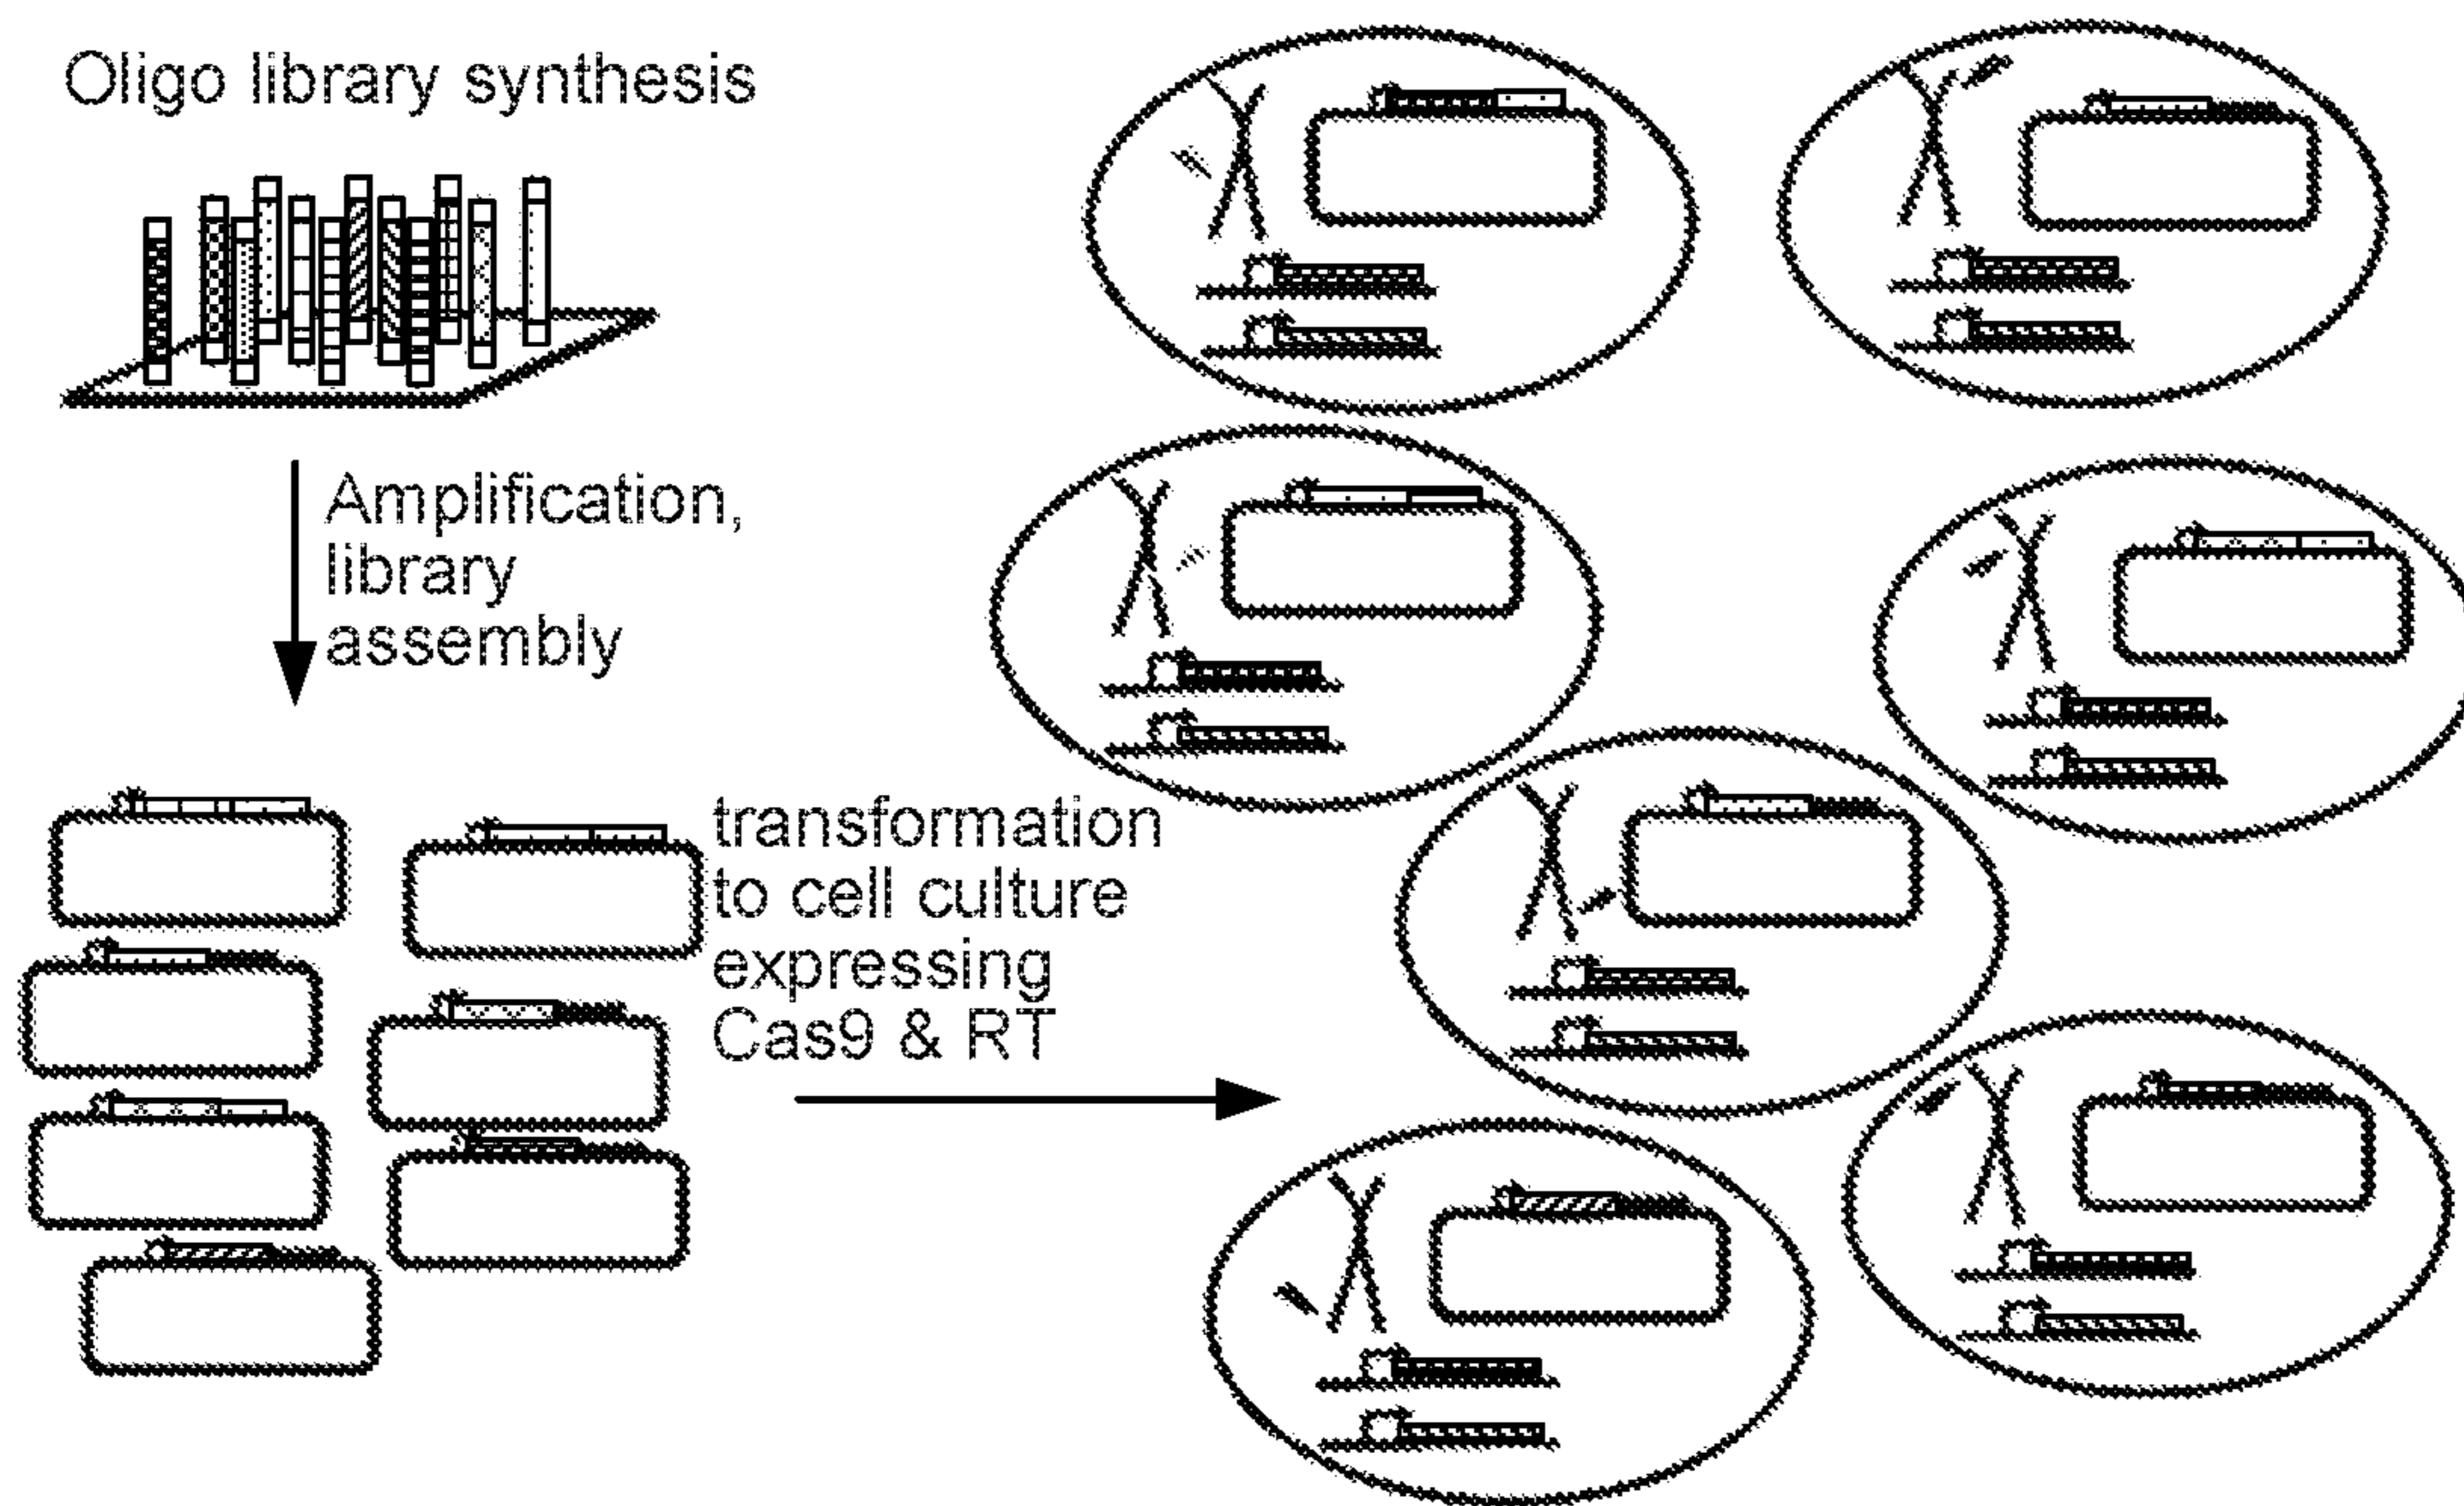 Oligo library synthesis
Amplification,
library
assembly
transformation
to cell culture
expressing
Cas9 & RT